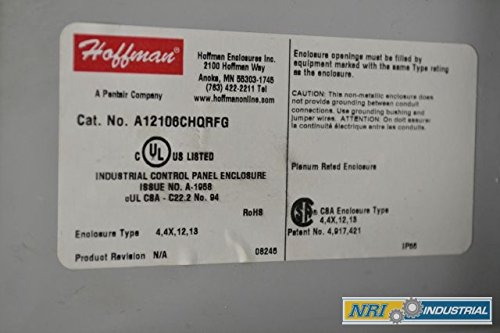 Hoffman®
A Pentair Company
Hoffman Enclosures Inc.
2100 Hoffman Way
Anoka, MN 55303-1745
(763) 422-2211 Tel
www.hoffmanonline.com
Cat. No. A12106CHQRFG
C UL US LISTED
INDUSTRIAL CONTROL PANEL ENCLOSURE
ISSUE NO. A-1958
cUL CSA - C22.2 No. 94
RoHS
Enclosure Type 4,4X,12,13
Product Revision N/A
08246
Enclosure openings must be filled by
equipment marked with the same Type rating
as the enclosure.
CAUTION: This non-metallic enclosure does
not provide grounding between conduit
connections. Use grounding bushing and
jumper wires. ATTENTION: On doit assurer
la continuité électrique entre les conduits.
Plenum Rated Enclosure
CSA Enclosure Type
4,4X,12,13
Patent No. 4,917,421
IP66
NRI INDUSTRIAL